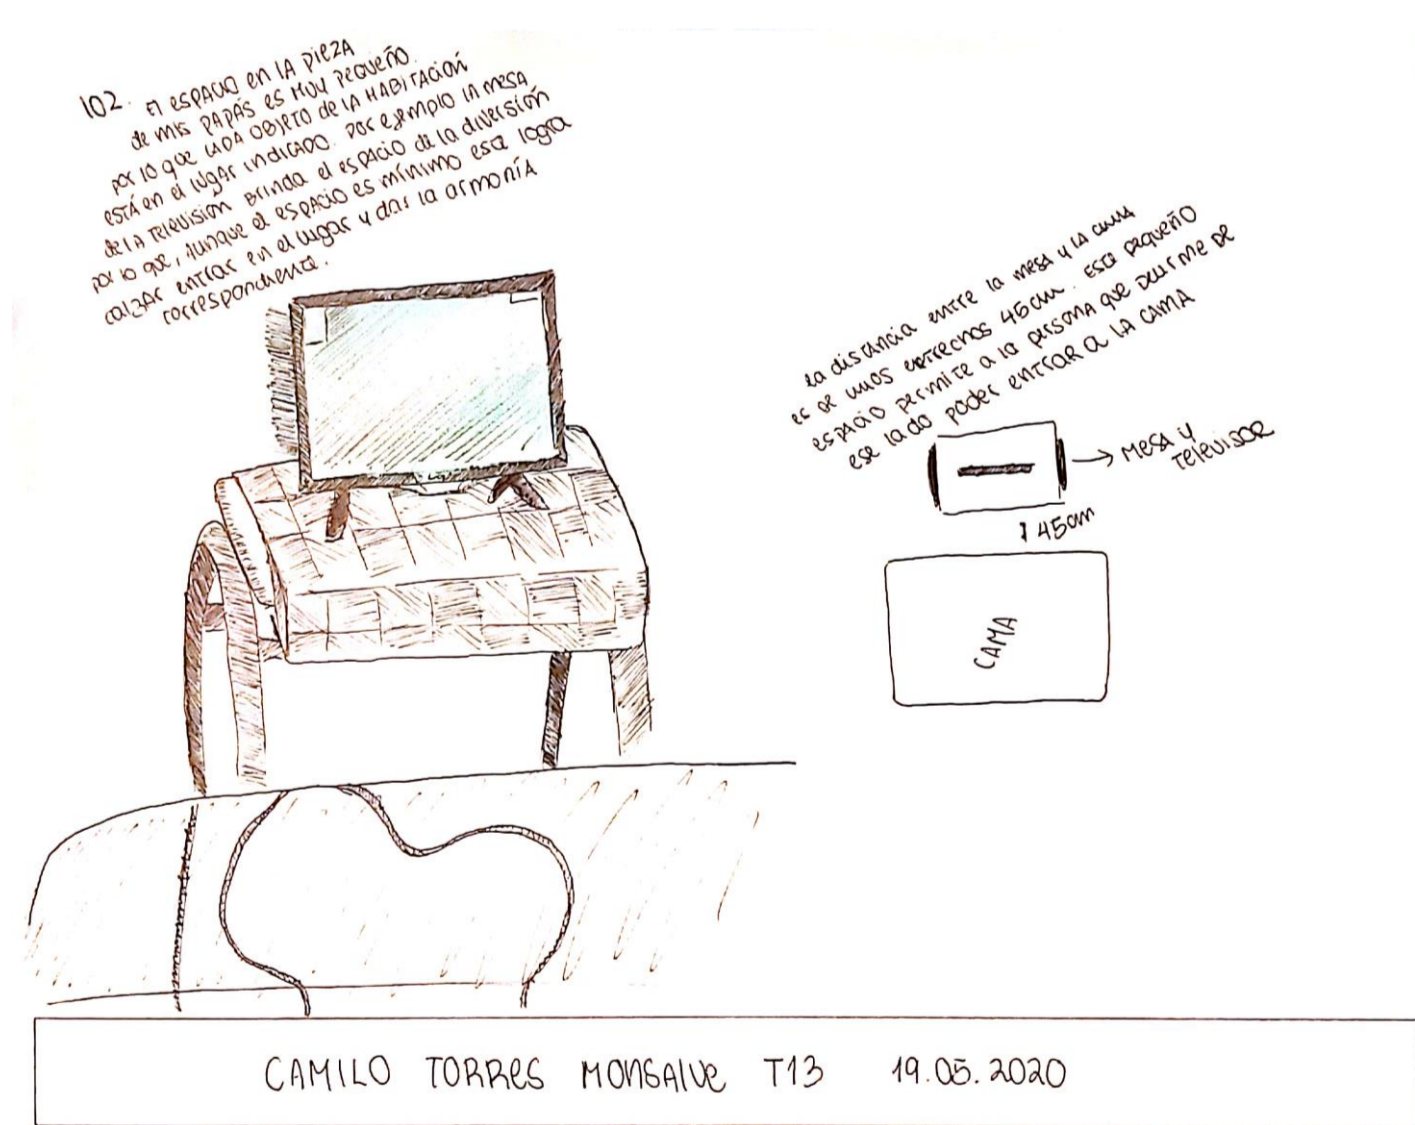 102. El espacio en la pieza
de mis papás es muy pequeño
por lo que cada objeto de la habitación
está en el lugar indicado. Por ejemplo la mesa
de la televisión brinda el espacio de la diversión
por lo que, aunque el espacio es mínimo este logra
calzar entrar en el lugar y dar la armonía
correspondiente.
La distancia entre la mesa y la cama
es de unos estrechos 45cm. Este pequeño
espacio permite a la persona que duerme de
ese lado poder entrar a la cama
Mesa y
Televisor
45cm
CAMA
CAMILO TORRES MONSALVE T13 19.05.2020